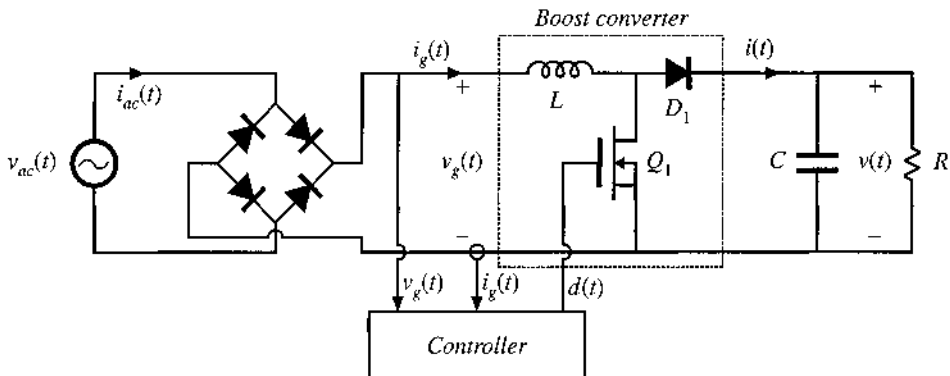 Boost converter
i_g(t)
i(t)
i_ac(t)
+
L
D_1
+
v_ac(t)
v_g(t)
Q_1
C
v(t)
R
–
–
v_g(t)
i_g(t)
d(t)
Controller